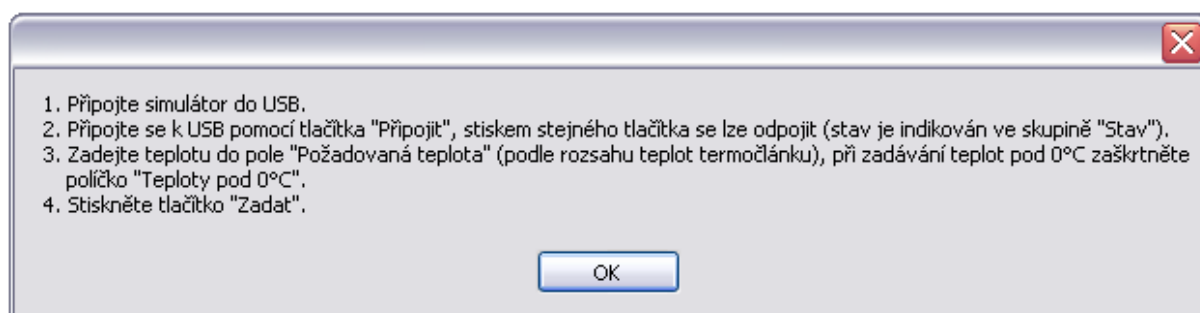 1. Připojte simulátor do USB.
2. Připojte se k USB pomocí tlačítka "Připojit", stiskem stejného tlačítka se lze odpojit (stav je indikován ve skupině "Stav").
3. Zadejte teplotu do pole "Požadovaná teplota" (podle rozsahu teplot termočlánku), při zadávání teplot pod 0°C zaškrtněte
políčko "Teploty pod 0°C".
4. Stiskněte tlačítko "Zadat".
OK